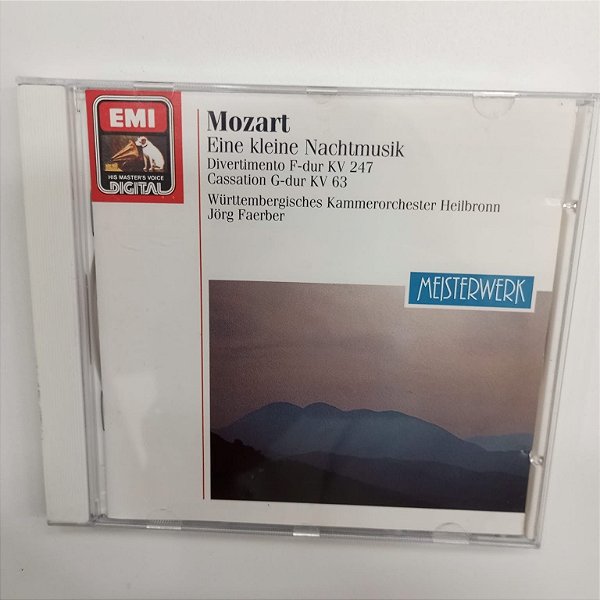 EMI
HIS MASTER'S VOICE
DIGITAL
Mozart
Eine kleine Nachtmusik
Divertimento F-dur KV 247
Cassation G-dur KV 63
Württembergisches Kammerorchester Heilbronn
Jörg Faerber
MEISTERWERK